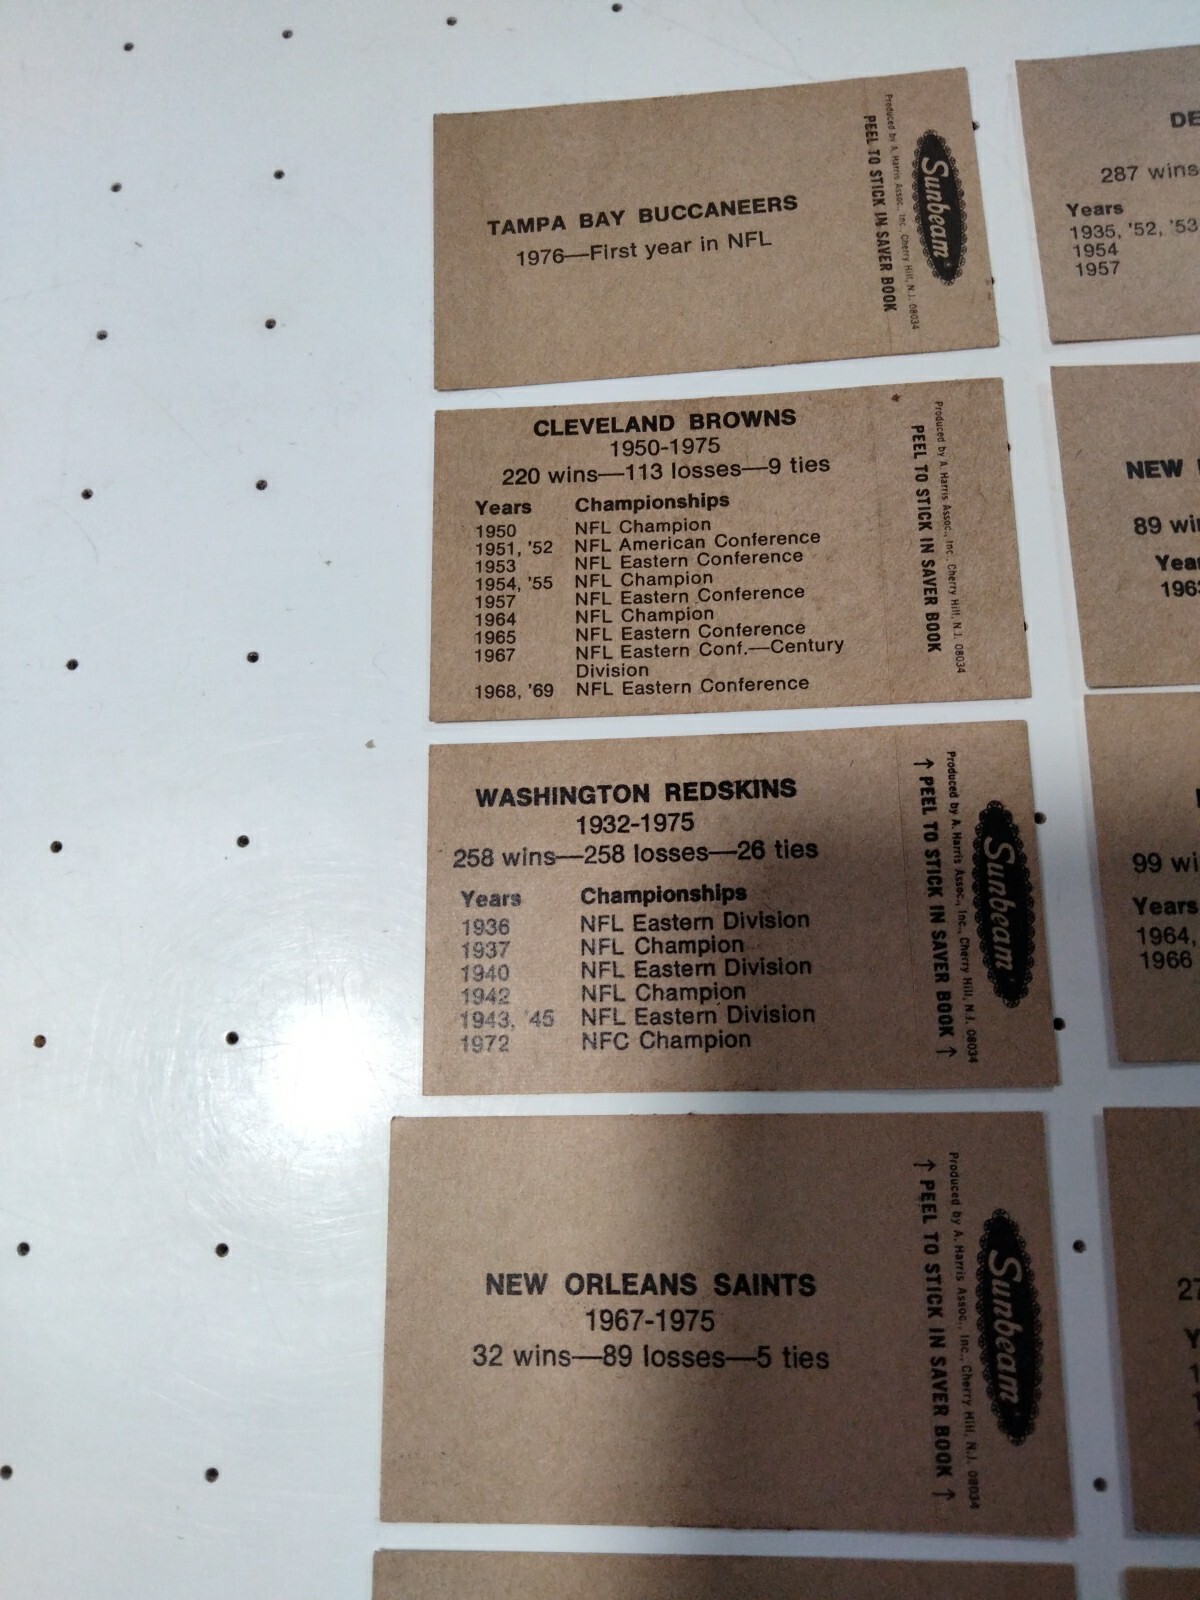 TAMPA BAY BUCCANEERS
1976—First year in NFL
PEEL TO STICK IN SAVER BOOK
Produced by A. Harris Assoc., Inc. Cherry Hill, N.J. 08034
Sunbeam
287 wins
Years
1935, '52, '53
1954
1957
CLEVELAND BROWNS
1950-1975
220 wins—113 losses—9 ties
Years Championships
1950 NFL Champion
1951, '52 NFL American Conference
1953 NFL Eastern Conference
1954, '55 NFL Champion
1957 NFL Eastern Conference
1964 NFL Champion
1965 NFL Eastern Conference
1967 NFL Eastern Conf.—Century
Division
1968, '69 NFL Eastern Conference
PEEL TO STICK IN SAVER BOOK
Produced by A. Harris Assoc., Inc., Cherry Hill, N.J. 08034
NEW
89
WASHINGTON REDSKINS
1932-1975
258 wins—258 losses—26 ties
Years Championships
1936 NFL Eastern Division
1937 NFL Champion
1940 NFL Eastern Division
1942 NFL Champion
1943, '45 NFL Eastern Division
1972 NFC Champion
↑ PEEL TO STICK IN SAVER BOOK ↑
Produced by A. Harris Assoc., Inc., Cherry Hill, N.J. 08034
Sunbeam
99
Years
1964,
1966
NEW ORLEANS SAINTS
1967-1975
32 wins—89 losses—5 ties
↑ PEEL TO STICK IN SAVER BOOK ↑
Produced by A. Harris Assoc., Inc., Cherry Hill, N.J. 08034
Sunbeam